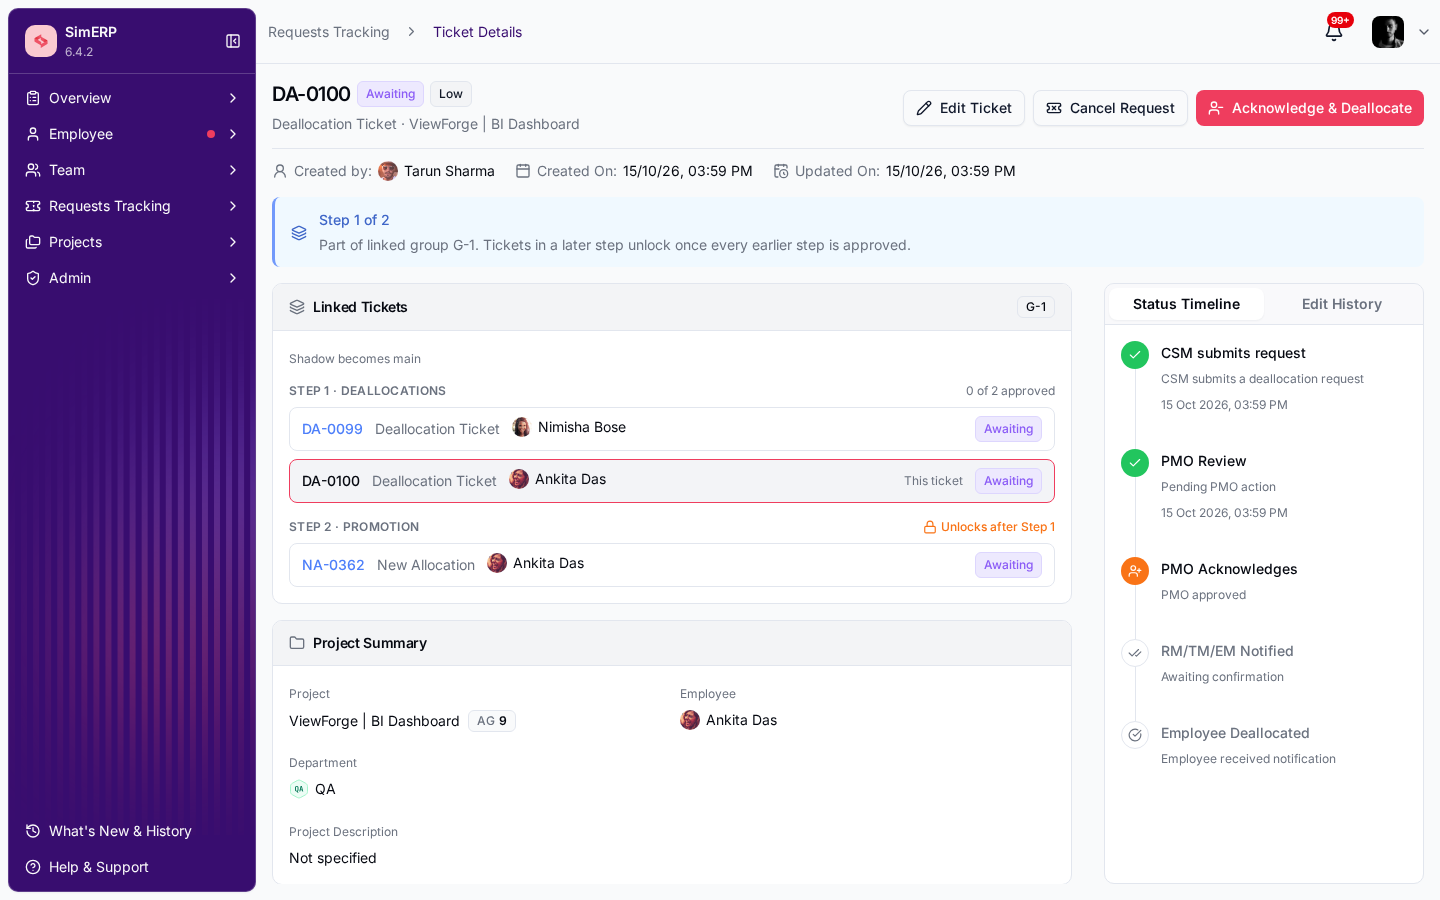 SimERP
6.4.2
Overview
Employee
Team
Requests Tracking
Projects
Admin
What's New & History
Help & Support
Requests Tracking
Ticket Details
99+
DA-0100 Awaiting Low
Deallocation Ticket · ViewForge | BI Dashboard
Edit Ticket
Cancel Request
Acknowledge & Deallocate
Created by: Tarun Sharma
Created On: 15/10/26, 03:59 PM
Updated On: 15/10/26, 03:59 PM
Step 1 of 2
Part of linked group G-1. Tickets in a later step unlock once every earlier step is approved.
Linked Tickets
G-1
Shadow becomes main
STEP 1 · DEALLOCATIONS
0 of 2 approved
DA-0099 Deallocation Ticket Nimisha Bose Awaiting
DA-0100 Deallocation Ticket Ankita Das This ticket Awaiting
STEP 2 · PROMOTION
Unlocks after Step 1
NA-0362 New Allocation Ankita Das Awaiting
Project Summary
Project
ViewForge | BI Dashboard AG 9
Employee
Ankita Das
Department
QA QA
Project Description
Not specified
Status Timeline
Edit History
CSM submits request
CSM submits a deallocation request
15 Oct 2026, 03:59 PM
PMO Review
Pending PMO action
15 Oct 2026, 03:59 PM
PMO Acknowledges
PMO approved
RM/TM/EM Notified
Awaiting confirmation
Employee Deallocated
Employee received notification